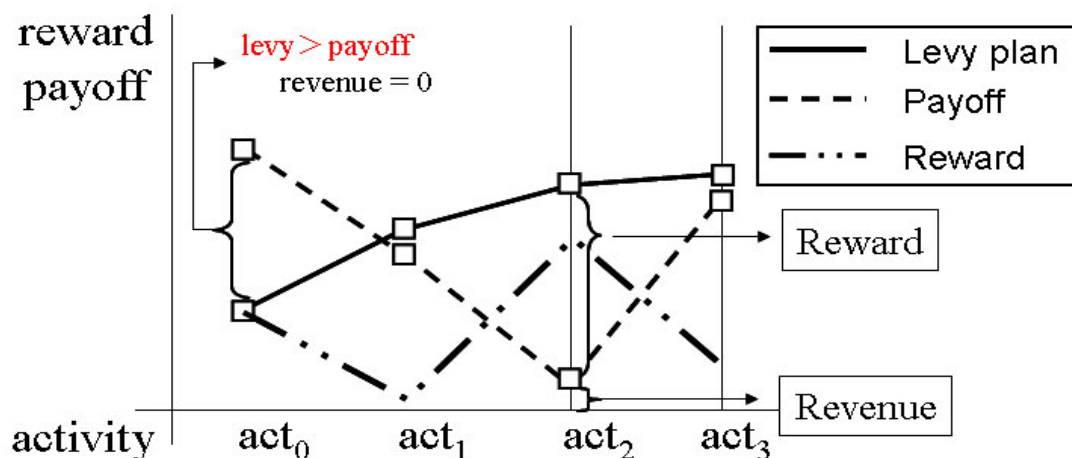 reward
payoff
levy > payoff
revenue = 0
Levy plan
Payoff
Reward
Reward
Revenue
activity
act₀
act₁
act₂
act₃